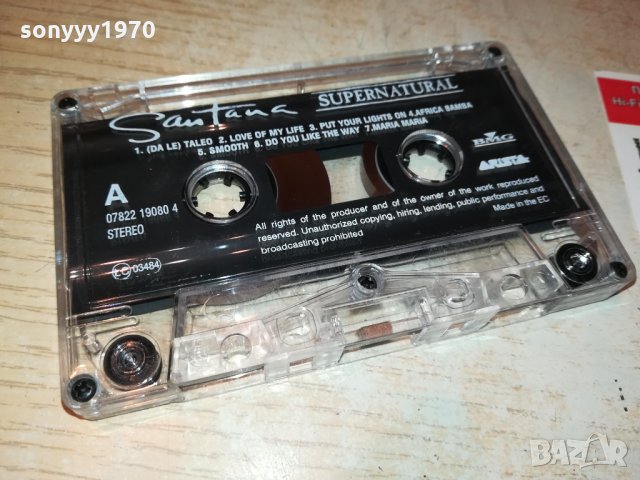 sonyyy1970
Santana SUPERNATURAL
1. (DA LE) TALEO 2. LOVE OF MY LIFE 3. PUT YOUR LIGHTS ON 4.AFRICA BAMBA
5. SMOOTH 6. DO YOU LIKE THE WAY 7.MARIA MARIA
BMG
ARISTA
A
07822 19080 4
STEREO
All rights of the producer and of the owner of the work reproduced
reserved. Unauthorized copying, hiring, lending, public performance and
broadcasting prohibited
Made in the EC
LC 03484
Hi-F
BAZAR